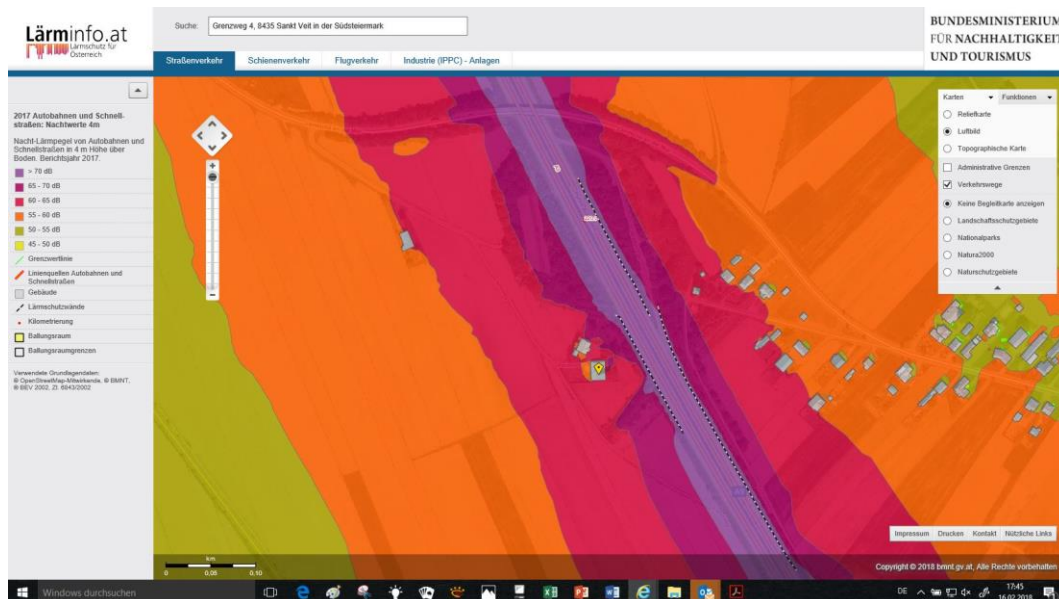 Lärminfo.at
Lärmschutz für
Österreich
Suche:
Grenzweg 4, 8435 Sankt Veit in der Südsteiermark
BUNDESMINISTERIUM
FÜR NACHHALTIGKEIT
UND TOURISMUS
Straßenverkehr
Schienenverkehr
Flugverkehr
Industrie (IPPC) - Anlagen
2017 Autobahnen und Schnell-
straßen: Nachtwerte 4m
Nacht-Lärmpegel von Autobahnen und
Schnellstraßen in 4 m Höhe über
Boden. Berichtsjahr 2017.
> 70 dB
65 - 70 dB
60 - 65 dB
55 - 60 dB
50 - 55 dB
45 - 50 dB
Grenzwertlinie
Linienquellen Autobahnen und
Schnellstraßen
Gebäude
Lärmschutzwände
Kilometrierung
Ballungsraum
Ballungsraumgrenzen
Verwendete Grundlagendaten:
© OpenStreetMap-Mitwirkende, © BMNT,
© BEV 2002, Zl. 6043/2002
Karten
Funktionen
Reliefkarte
Luftbild
Topographische Karte
Administrative Grenzen
Verkehrswege
Keine Begleitkarte anzeigen
Landschaftsschutzgebiete
Nationalparks
Natura2000
Naturschutzgebiete
Impressum
Drucken
Kontakt
Nützliche Links
km
0
0,05
0,10
Copyright © 2018 bmnt.gv.at, Alle Rechte vorbehalten
Windows durchsuchen
DE
17:45
16.02.2018